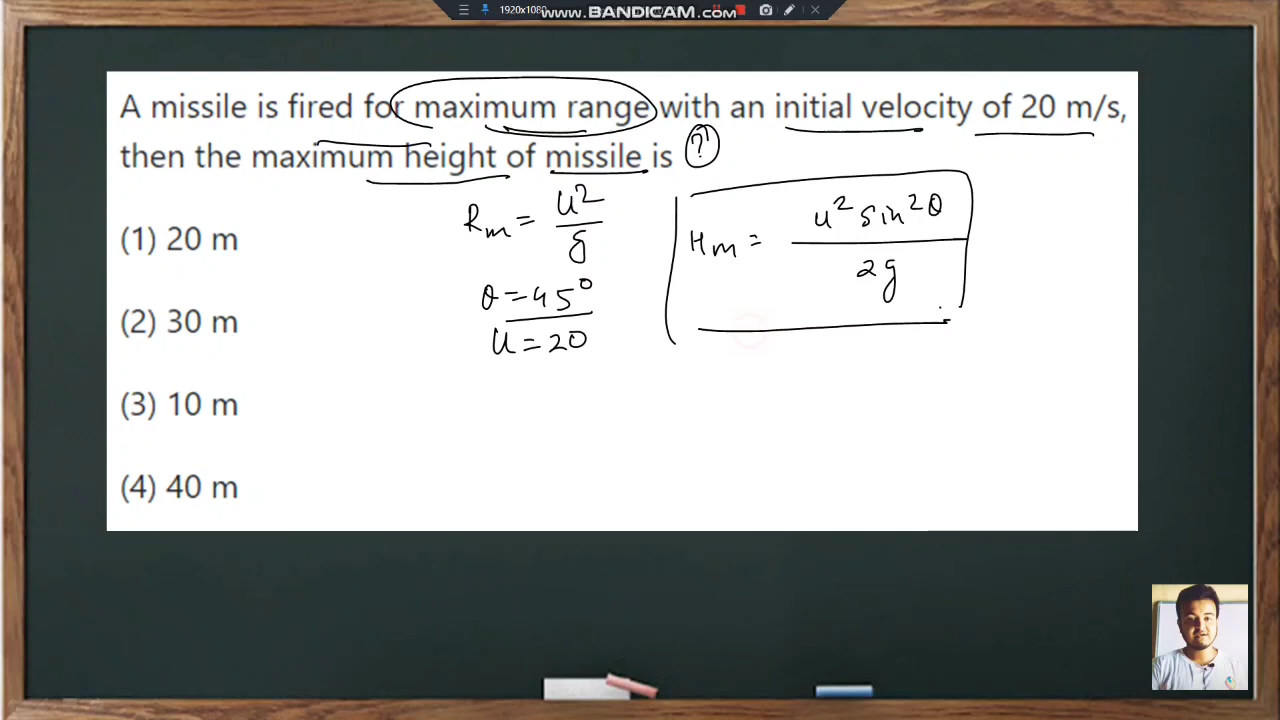 1920x1080
WWW.BANDICAM.COM
A missile is fired for maximum range with an initial velocity of 20 m/s,
then the maximum height of missile is ??
(1) 20 m
(2) 30 m
(3) 10 m
(4) 40 m
Rm = u²/g
θ = 45°
u = 20
Hm = u² sin²θ / 2g